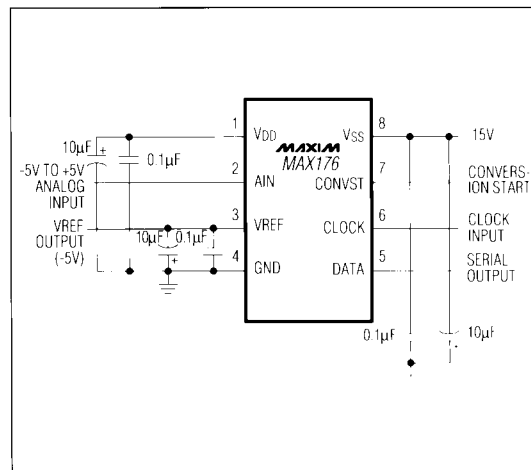 1 VDD
MAXIM
MAX176
VSS 8
15V
10µF +
0.1µF
-5V TO +5V
ANALOG
INPUT
2 AIN
CONVST 7
CONVERS-
ION START
VREF
OUTPUT
(-5V)
10µF
0.1µF
+
3 VREF
CLOCK 6
CLOCK
INPUT
4 GND
DATA 5
SERIAL
OUTPUT
0.1µF
10µF